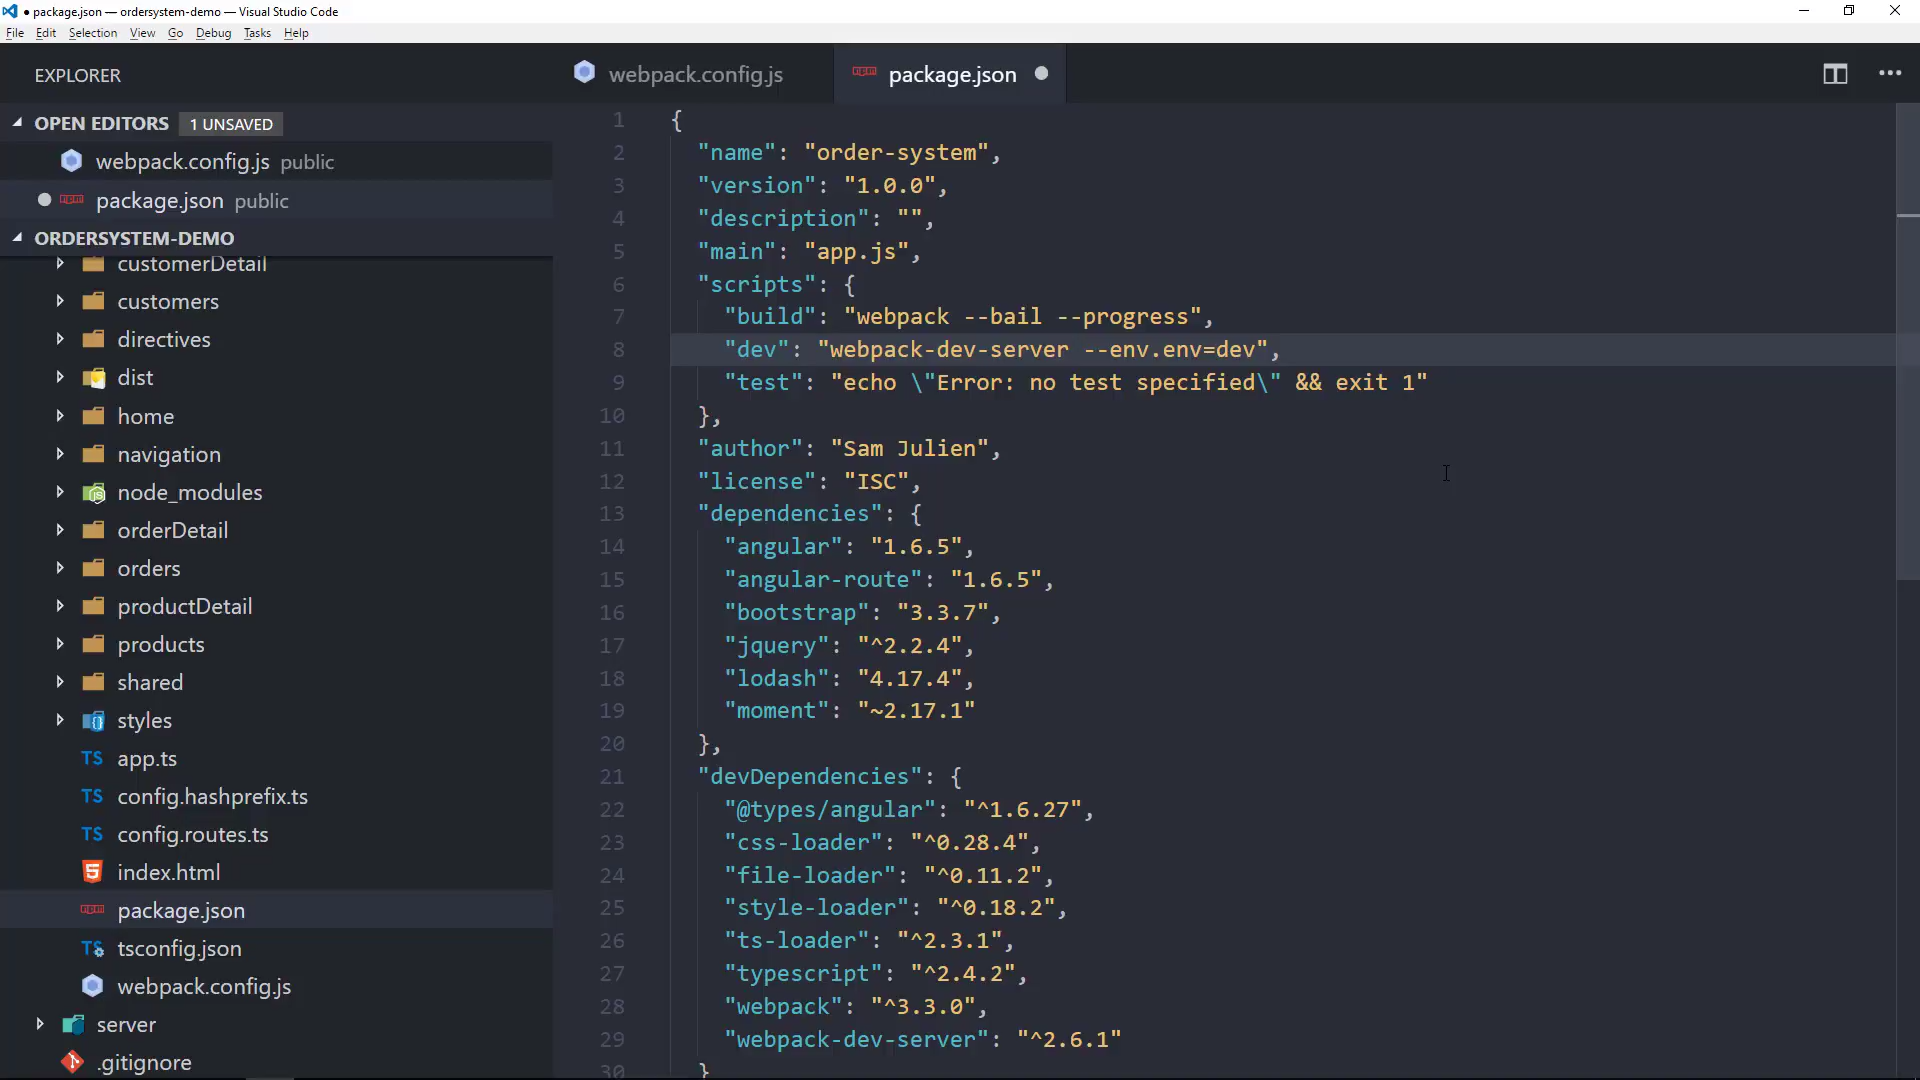 ● package.json — ordersystem-demo — Visual Studio Code
File Edit Selection View Go Debug Tasks Help
EXPLORER
OPEN EDITORS 1 UNSAVED
webpack.config.js public
package.json public
ORDERSYSTEM-DEMO
customerDetail
customers
directives
dist
home
navigation
node_modules
orderDetail
orders
productDetail
products
shared
styles
TS app.ts
TS config.hashprefix.ts
TS config.routes.ts
index.html
package.json
TS tsconfig.json
webpack.config.js
server
.gitignore
webpack.config.js package.json
1 {
2 "name": "order-system",
3 "version": "1.0.0",
4 "description": "",
5 "main": "app.js",
6 "scripts": {
7 "build": "webpack --bail --progress",
8 "dev": "webpack-dev-server --env.env=dev",
9 "test": "echo \"Error: no test specified\" && exit 1"
10 },
11 "author": "Sam Julien",
12 "license": "ISC",
13 "dependencies": {
14 "angular": "1.6.5",
15 "angular-route": "1.6.5",
16 "bootstrap": "3.3.7",
17 "jquery": "^2.2.4",
18 "lodash": "4.17.4",
19 "moment": "~2.17.1"
20 },
21 "devDependencies": {
22 "@types/angular": "^1.6.27",
23 "css-loader": "^0.28.4",
24 "file-loader": "^0.11.2",
25 "style-loader": "^0.18.2",
26 "ts-loader": "^2.3.1",
27 "typescript": "^2.4.2",
28 "webpack": "^3.3.0",
29 "webpack-dev-server": "^2.6.1"
30 }